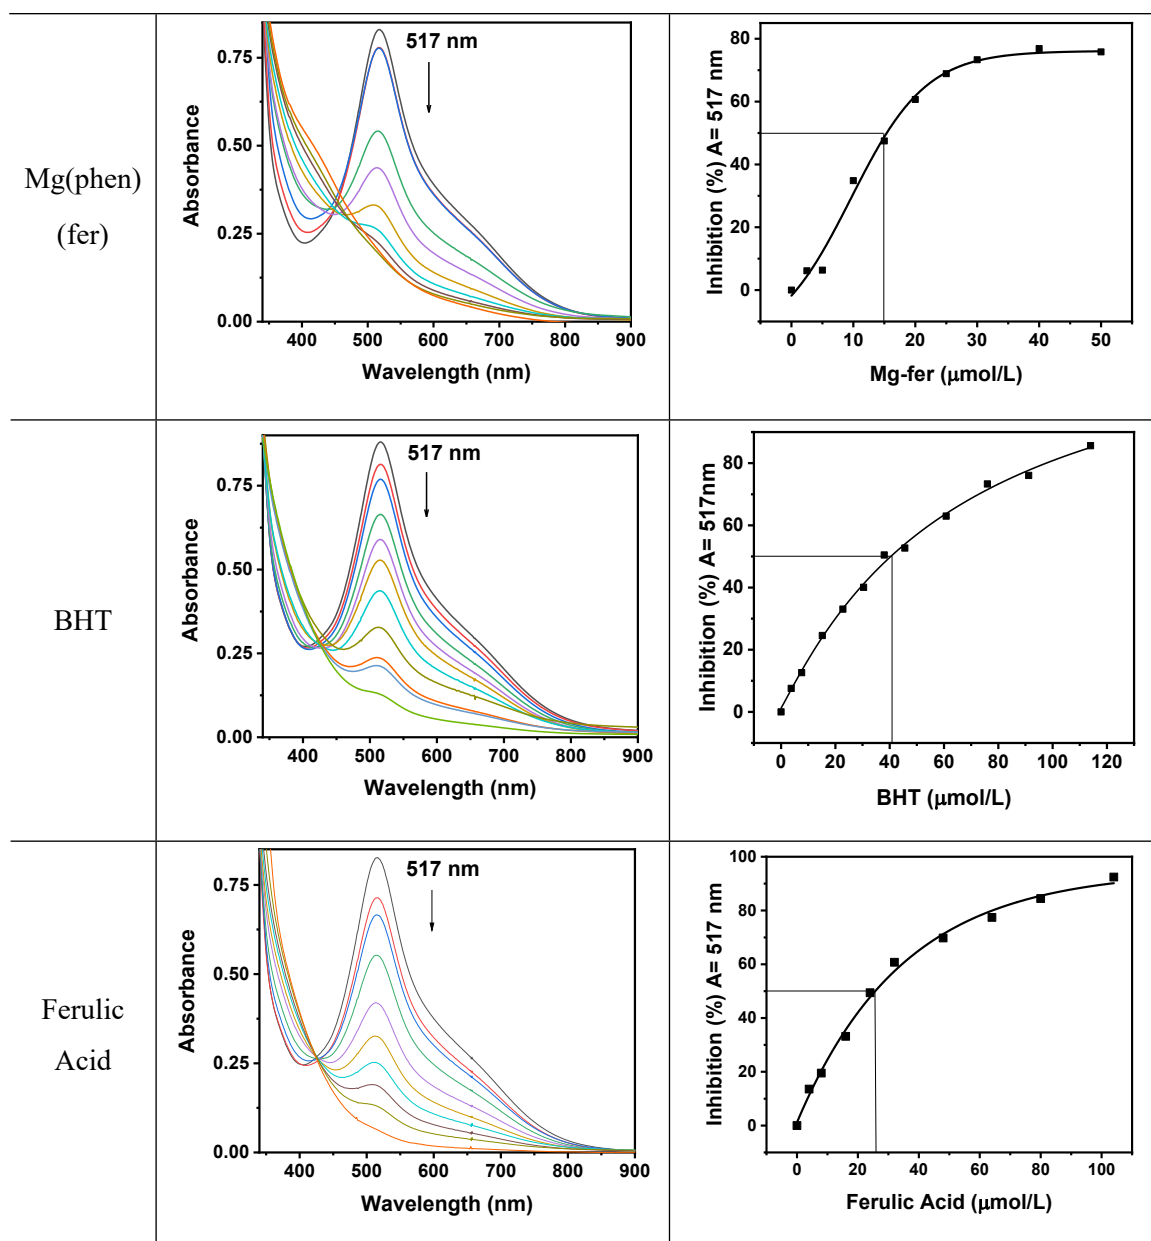 Mg(phen)
(fer)
517 nm
Absorbance
0.75
0.50
0.25
0.00
400 500 600 700 800 900
Wavelength (nm)
Inhibition (%) A= 517 nm
80
60
40
20
0
0 10 20 30 40 50
Mg-fer (μmol/L)
BHT
517 nm
Absorbance
0.75
0.50
0.25
0.00
400 500 600 700 800 900
Wavelength (nm)
Inhibition (%) A= 517nm
80
60
40
20
0
0 20 40 60 80 100 120
BHT (μmol/L)
Ferulic
Acid
517 nm
Absorbance
0.75
0.50
0.25
0.00
400 500 600 700 800 900
Wavelength (nm)
Inhibition (%) A= 517 nm
100
80
60
40
20
0
0 20 40 60 80 100
Ferulic Acid (μmol/L)